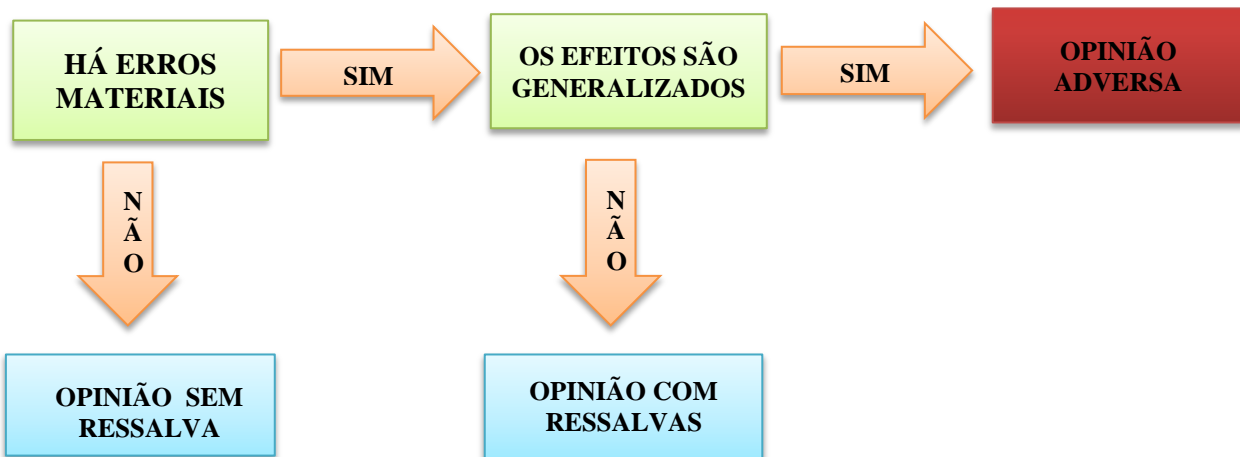 HÁ ERROS
MATERIAIS
SIM
OS EFEITOS SÃO
GENERALIZADOS
SIM
OPINIÃO
ADVERSA
N
Ã
O
N
Ã
O
OPINIÃO SEM
RESSALVA
OPINIÃO COM
RESSALVAS